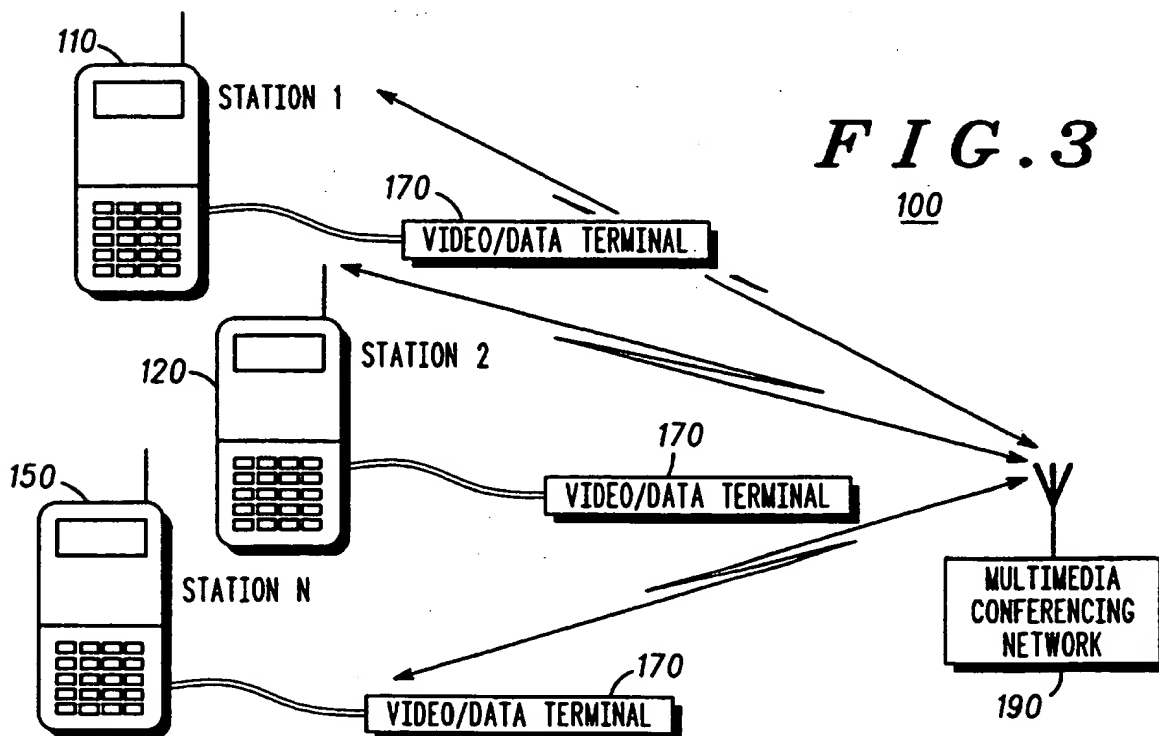 110
STATION 1
FIG.3
100
170
VIDEO/DATA TERMINAL
120
STATION 2
170
VIDEO/DATA TERMINAL
150
STATION N
170
VIDEO/DATA TERMINAL
MULTIMEDIA
CONFERENCING
NETWORK
190